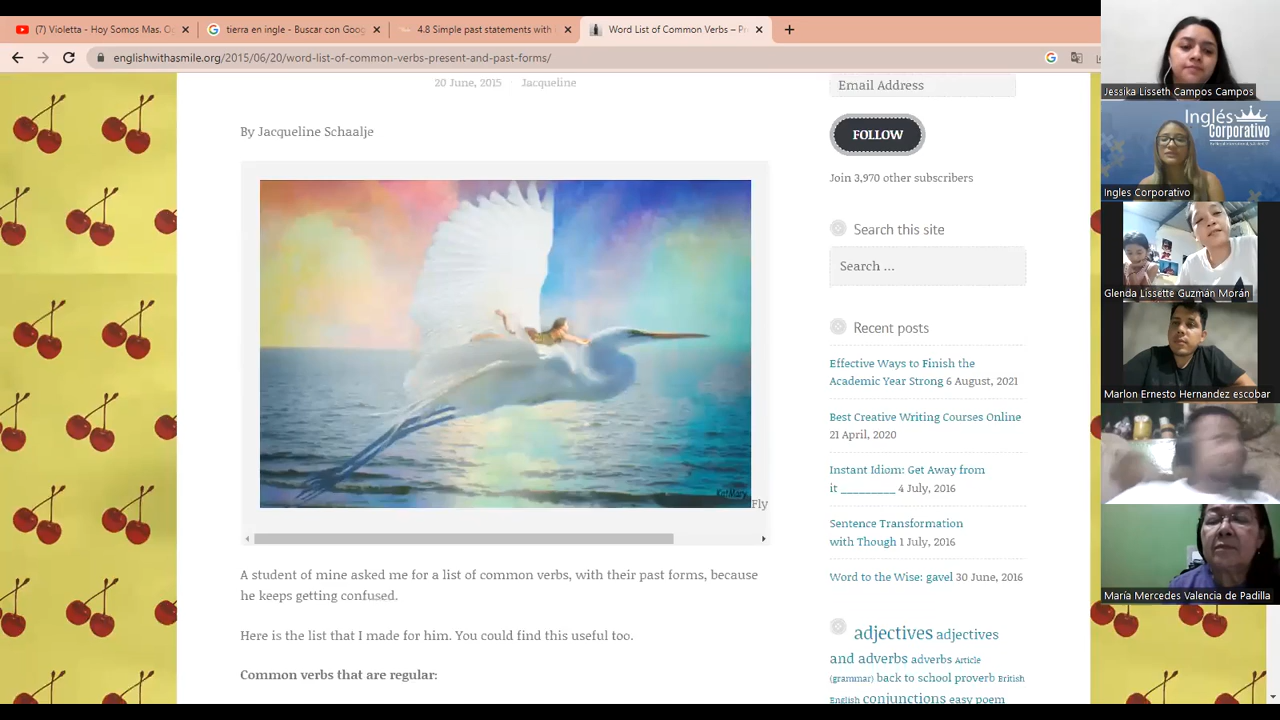 (7) Violetta - Hoy Somos Mas. O
tierra en ingle - Buscar con Goog
4.8 Simple past statements with
Word List of Common Verbs – Pr
englishwithasmile.org/2015/06/20/word-list-of-common-verbs-present-and-past-forms/
20 June, 2015
Jacqueline
By Jacqueline Schaalje
Fly
A student of mine asked me for a list of common verbs, with their past forms, because
he keeps getting confused.
Here is the list that I made for him. You could find this useful too.
Common verbs that are regular:
Email Address
FOLLOW
Join 3,970 other subscribers
Search this site
Search ...
Recent posts
Effective Ways to Finish the
Academic Year Strong 6 August, 2021
Best Creative Writing Courses Online
21 April, 2020
Instant Idiom: Get Away from
it _________ 4 July, 2016
Sentence Transformation
with Though 1 July, 2016
Word to the Wise: gavel 30 June, 2016
adjectives adjectives
and adverbs adverbs Article
(grammar) back to school proverb British
English conjunctions easy poem
Jessika Lisseth Campos Campos
Inglés
Corporativo
Ingles Corporativo
Glenda Lissette Guzmán Morán
Marlon Ernesto Hernandez escobar
María Mercedes Valencia de Padilla